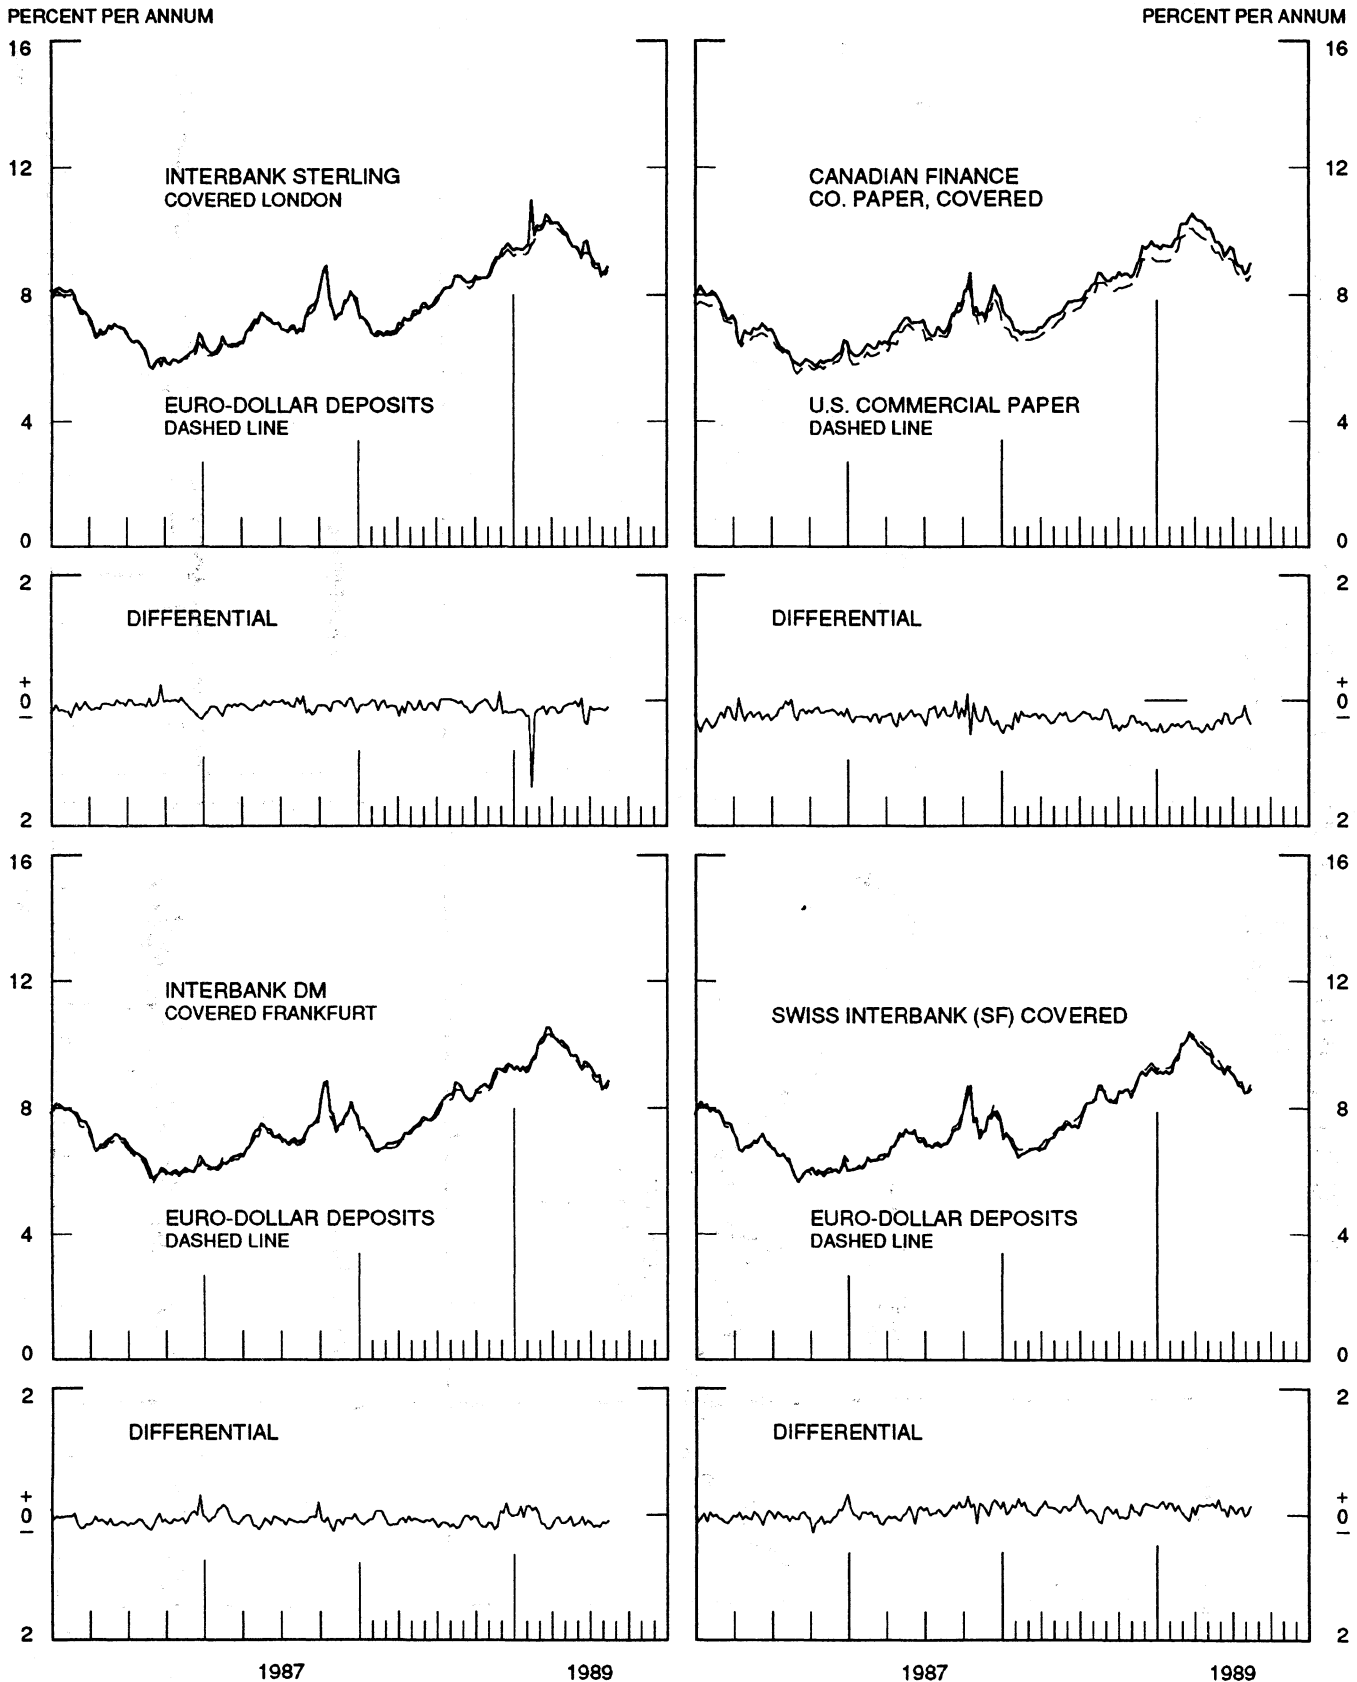 PERCENT PER ANNUM
PERCENT PER ANNUM
16
16
12
12
INTERBANK STERLING
COVERED LONDON
CANADIAN FINANCE
CO. PAPER, COVERED
8
8
EURO-DOLLAR DEPOSITS
DASHED LINE
U.S. COMMERCIAL PAPER
DASHED LINE
4
4
0
0
2
2
DIFFERENTIAL
DIFFERENTIAL
+
0
−
+
0
−
2
2
16
16
12
12
INTERBANK DM
COVERED FRANKFURT
SWISS INTERBANK (SF) COVERED
8
8
EURO-DOLLAR DEPOSITS
DASHED LINE
EURO-DOLLAR DEPOSITS
DASHED LINE
4
4
0
0
2
2
DIFFERENTIAL
DIFFERENTIAL
+
0
−
+
0
−
2
2
1987
1989
1987
1989